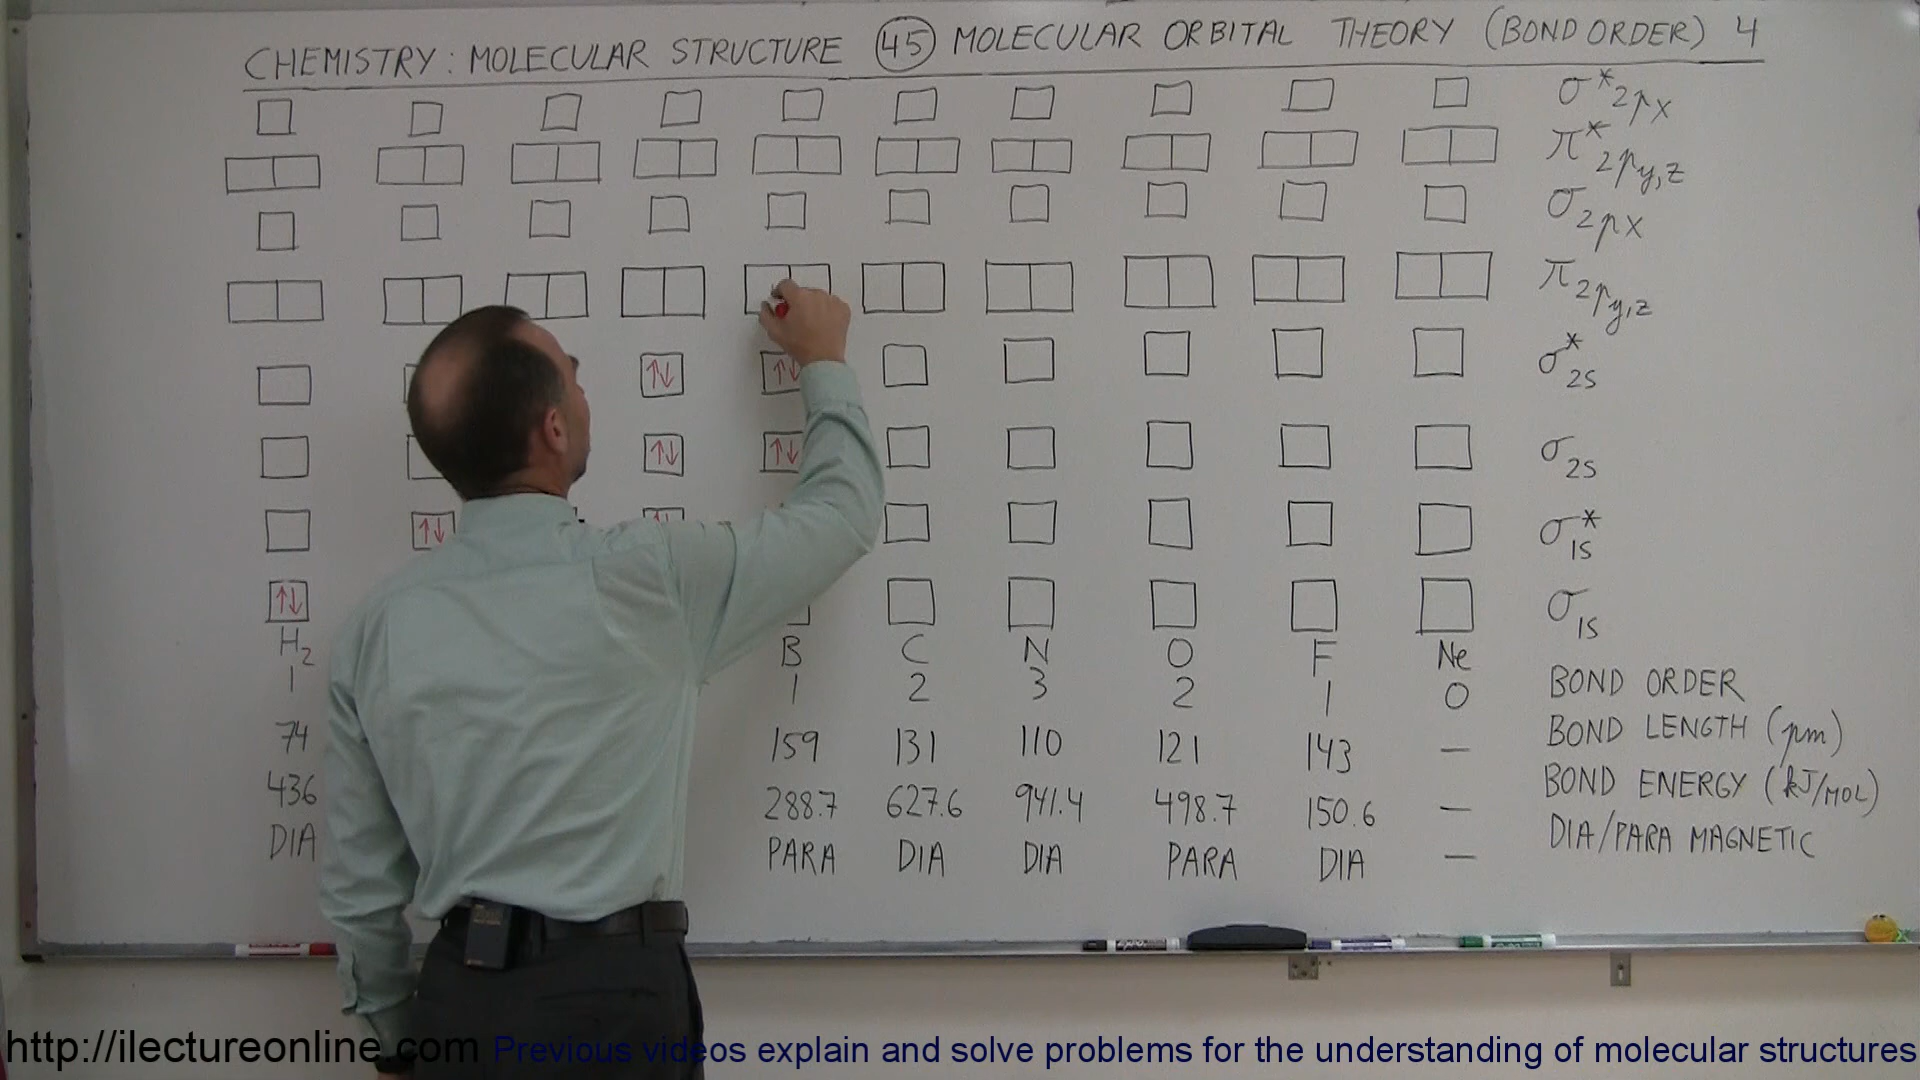 CHEMISTRY: MOLECULAR STRUCTURE 45 MOLECULAR ORBITAL THEORY (BOND ORDER) 4
σ*2px
π*2py,z
σ2px
π2py,z
↑↓ ↑↓ σ*2s
↑↓ ↑↓ σ2s
↑↓ σ*1s
↑↓ σ1s
H2 B C N O F Ne
1 1 2 3 2 1 0 BOND ORDER
74 159 131 110 121 143 — BOND LENGTH (pm)
436 288.7 627.6 941.4 498.7 150.6 — BOND ENERGY (kJ/MOL)
DIA PARA DIA DIA PARA DIA — DIA/PARA MAGNETIC
http://ilectureonline.com Previous videos explain and solve problems for the understanding of molecular structures